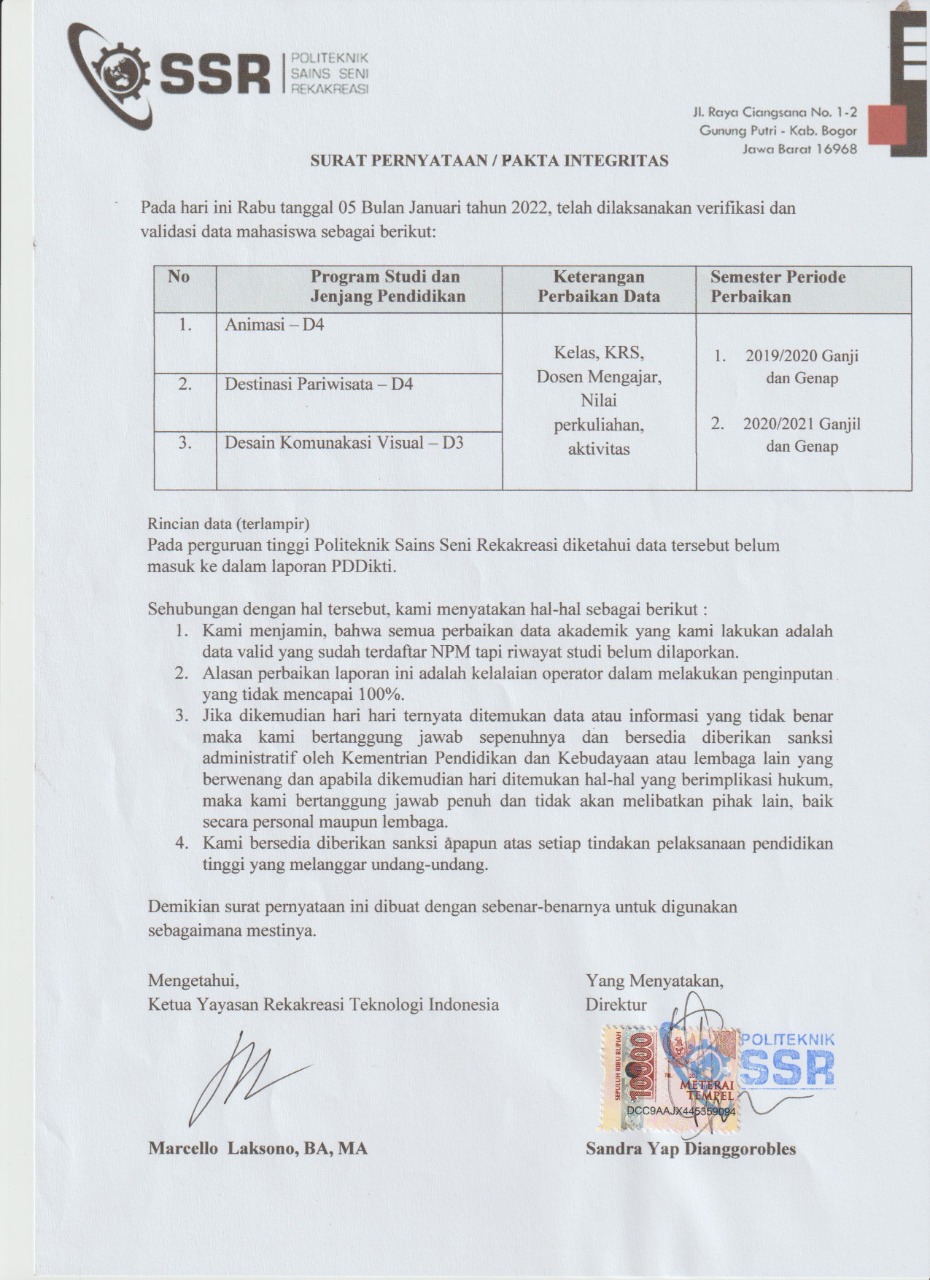 SSR
POLITEKNIK
SAINS SENI
REKAKREASI
Jl. Raya Ciangsana No. 1-2
Gunung Putri - Kab. Bogor
Jawa Barat 16968
SURAT PERNYATAAN / PAKTA INTEGRITAS
Pada hari ini Rabu tanggal 05 Bulan Januari tahun 2022, telah dilaksanakan verifikasi dan
validasi data mahasiswa sebagai berikut:
No
Program Studi dan
Jenjang Pendidikan
Keterangan
Perbaikan Data
Semester Periode
Perbaikan
1. Animasi – D4
2. Destinasi Pariwisata – D4
3. Desain Komunakasi Visual – D3
Kelas, KRS,
Dosen Mengajar,
Nilai
perkuliahan,
aktivitas
1. 2019/2020 Ganji
dan Genap
2. 2020/2021 Ganjil
dan Genap
Rincian data (terlampir)
Pada perguruan tinggi Politeknik Sains Seni Rekakreasi diketahui data tersebut belum
masuk ke dalam laporan PDDikti.
Sehubungan dengan hal tersebut, kami menyatakan hal-hal sebagai berikut :
1. Kami menjamin, bahwa semua perbaikan data akademik yang kami lakukan adalah
data valid yang sudah terdaftar NPM tapi riwayat studi belum dilaporkan.
2. Alasan perbaikan laporan ini adalah kelalaian operator dalam melakukan penginputan
yang tidak mencapai 100%.
3. Jika dikemudian hari hari ternyata ditemukan data atau informasi yang tidak benar
maka kami bertanggung jawab sepenuhnya dan bersedia diberikan sanksi
administratif oleh Kementrian Pendidikan dan Kebudayaan atau lembaga lain yang
berwenang dan apabila dikemudian hari ditemukan hal-hal yang berimplikasi hukum,
maka kami bertanggung jawab penuh dan tidak akan melibatkan pihak lain, baik
secara personal maupun lembaga.
4. Kami bersedia diberikan sanksi apapun atas setiap tindakan pelaksanaan pendidikan
tinggi yang melanggar undang-undang.
Demikian surat pernyataan ini dibuat dengan sebenar-benarnya untuk digunakan
sebagaimana mestinya.
Mengetahui,
Ketua Yayasan Rekakreasi Teknologi Indonesia
Yang Menyatakan,
Direktur
SEPULUH RIBU RUPIAH
10000
METERAI
TEMPEL
DCC9AAJX445359094
POLITEKNIK
SSR
Marcello Laksono, BA, MA
Sandra Yap Dianggorobles